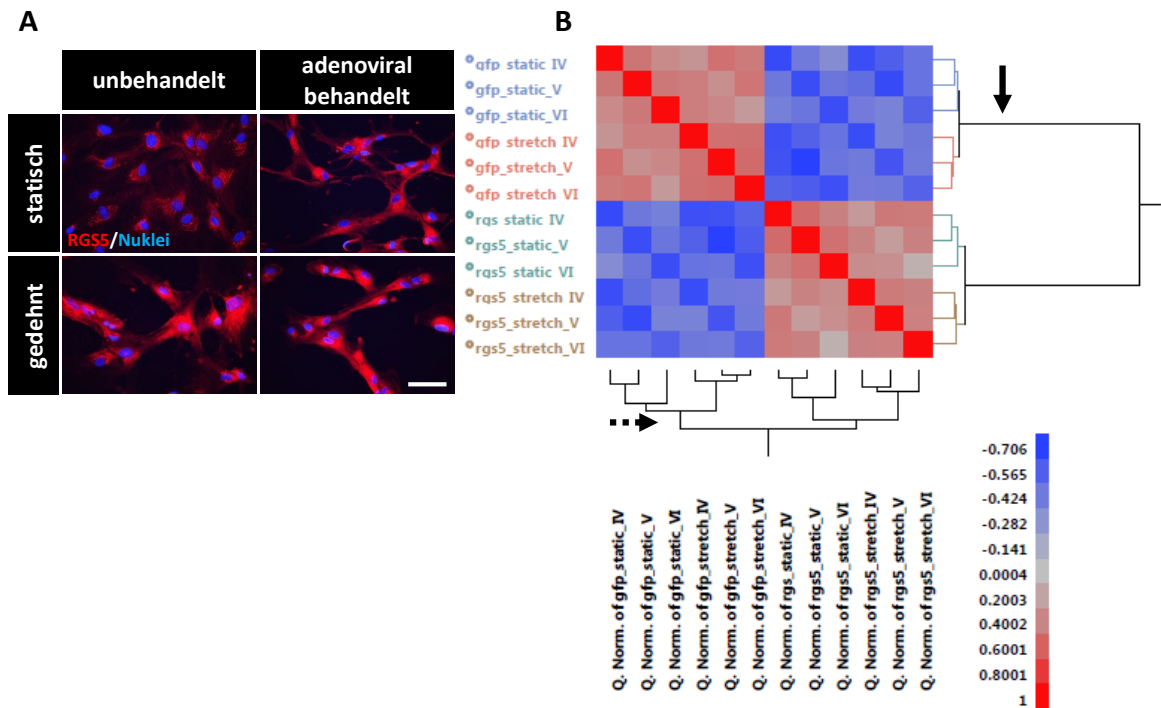 A
unbehandelt
adenoviral
behandelt
statisch
gedehnt
RGS5/Nuklei
B
gfp_static_IV
gfp_static_V
gfp_static_VI
gfp_stretch_IV
gfp_stretch_V
gfp_stretch_VI
rgs_static_IV
rgs5_static_V
rgs5_static_VI
rgs5_stretch_IV
rgs5_stretch_V
rgs5_stretch_VI
Q. Norm. of gfp_static_IV
Q. Norm. of gfp_static_V
Q. Norm. of gfp_static_VI
Q. Norm. of gfp_stretch_IV
Q. Norm. of gfp_stretch_V
Q. Norm. of gfp_stretch_VI
Q. Norm. of rgs_static_IV
Q. Norm. of rgs5_static_V
Q. Norm. of rgs5_static_VI
Q. Norm. of rgs5_stretch_IV
Q. Norm. of rgs5_stretch_V
Q. Norm. of rgs5_stretch_VI
-0.706
-0.565
-0.424
-0.282
-0.141
0.0004
0.2003
0.4002
0.6001
0.8001
1